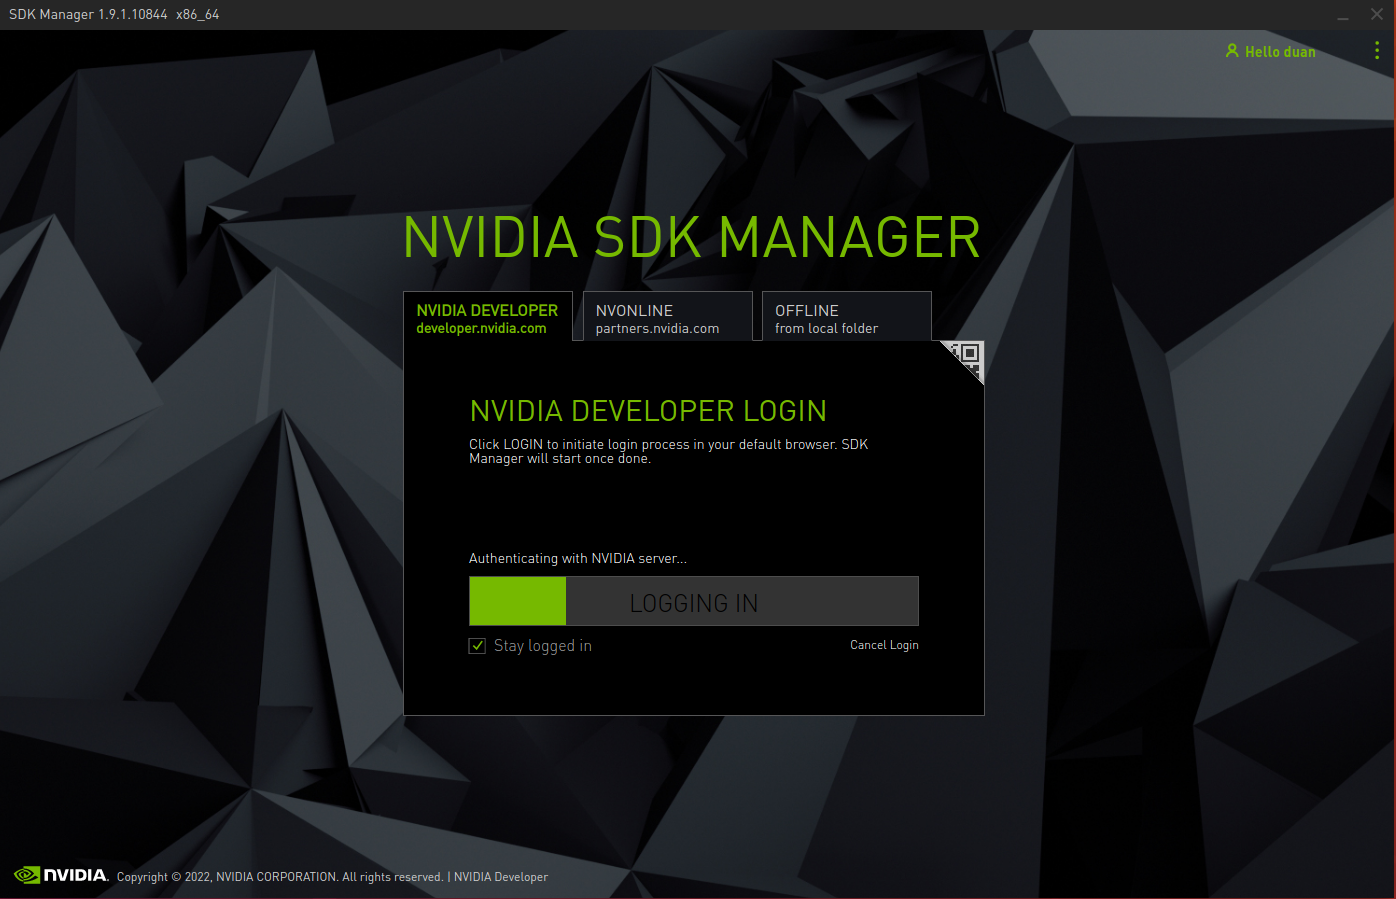 SDK Manager 1.9.1.10844 x86_64
Hello duan
NVIDIA SDK MANAGER
NVIDIA DEVELOPER
developer.nvidia.com
NVONLINE
partners.nvidia.com
OFFLINE
from local folder
NVIDIA DEVELOPER LOGIN
Click LOGIN to initiate login process in your default browser. SDK
Manager will start once done.
Authenticating with NVIDIA server...
LOGGING IN
Stay logged in
Cancel Login
NVIDIA. Copyright © 2022, NVIDIA CORPORATION. All rights reserved. | NVIDIA Developer